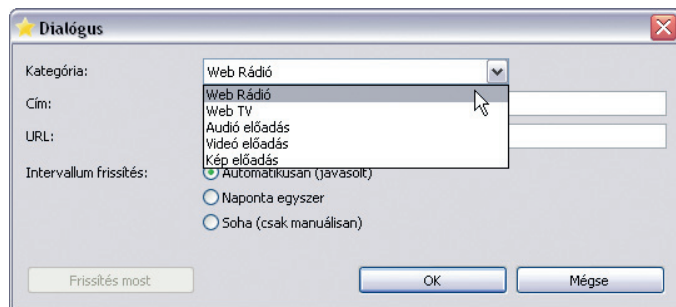 Dialógus
Kategória:
Web Rádió
Web Rádió
Web TV
Audió előadás
Videó előadás
Kép előadás
Cím:
URL:
Intervallum frissítés:
Automatikusan (javasolt)
Naponta egyszer
Soha (csak manuálisan)
Frissítés most
OK
Mégse